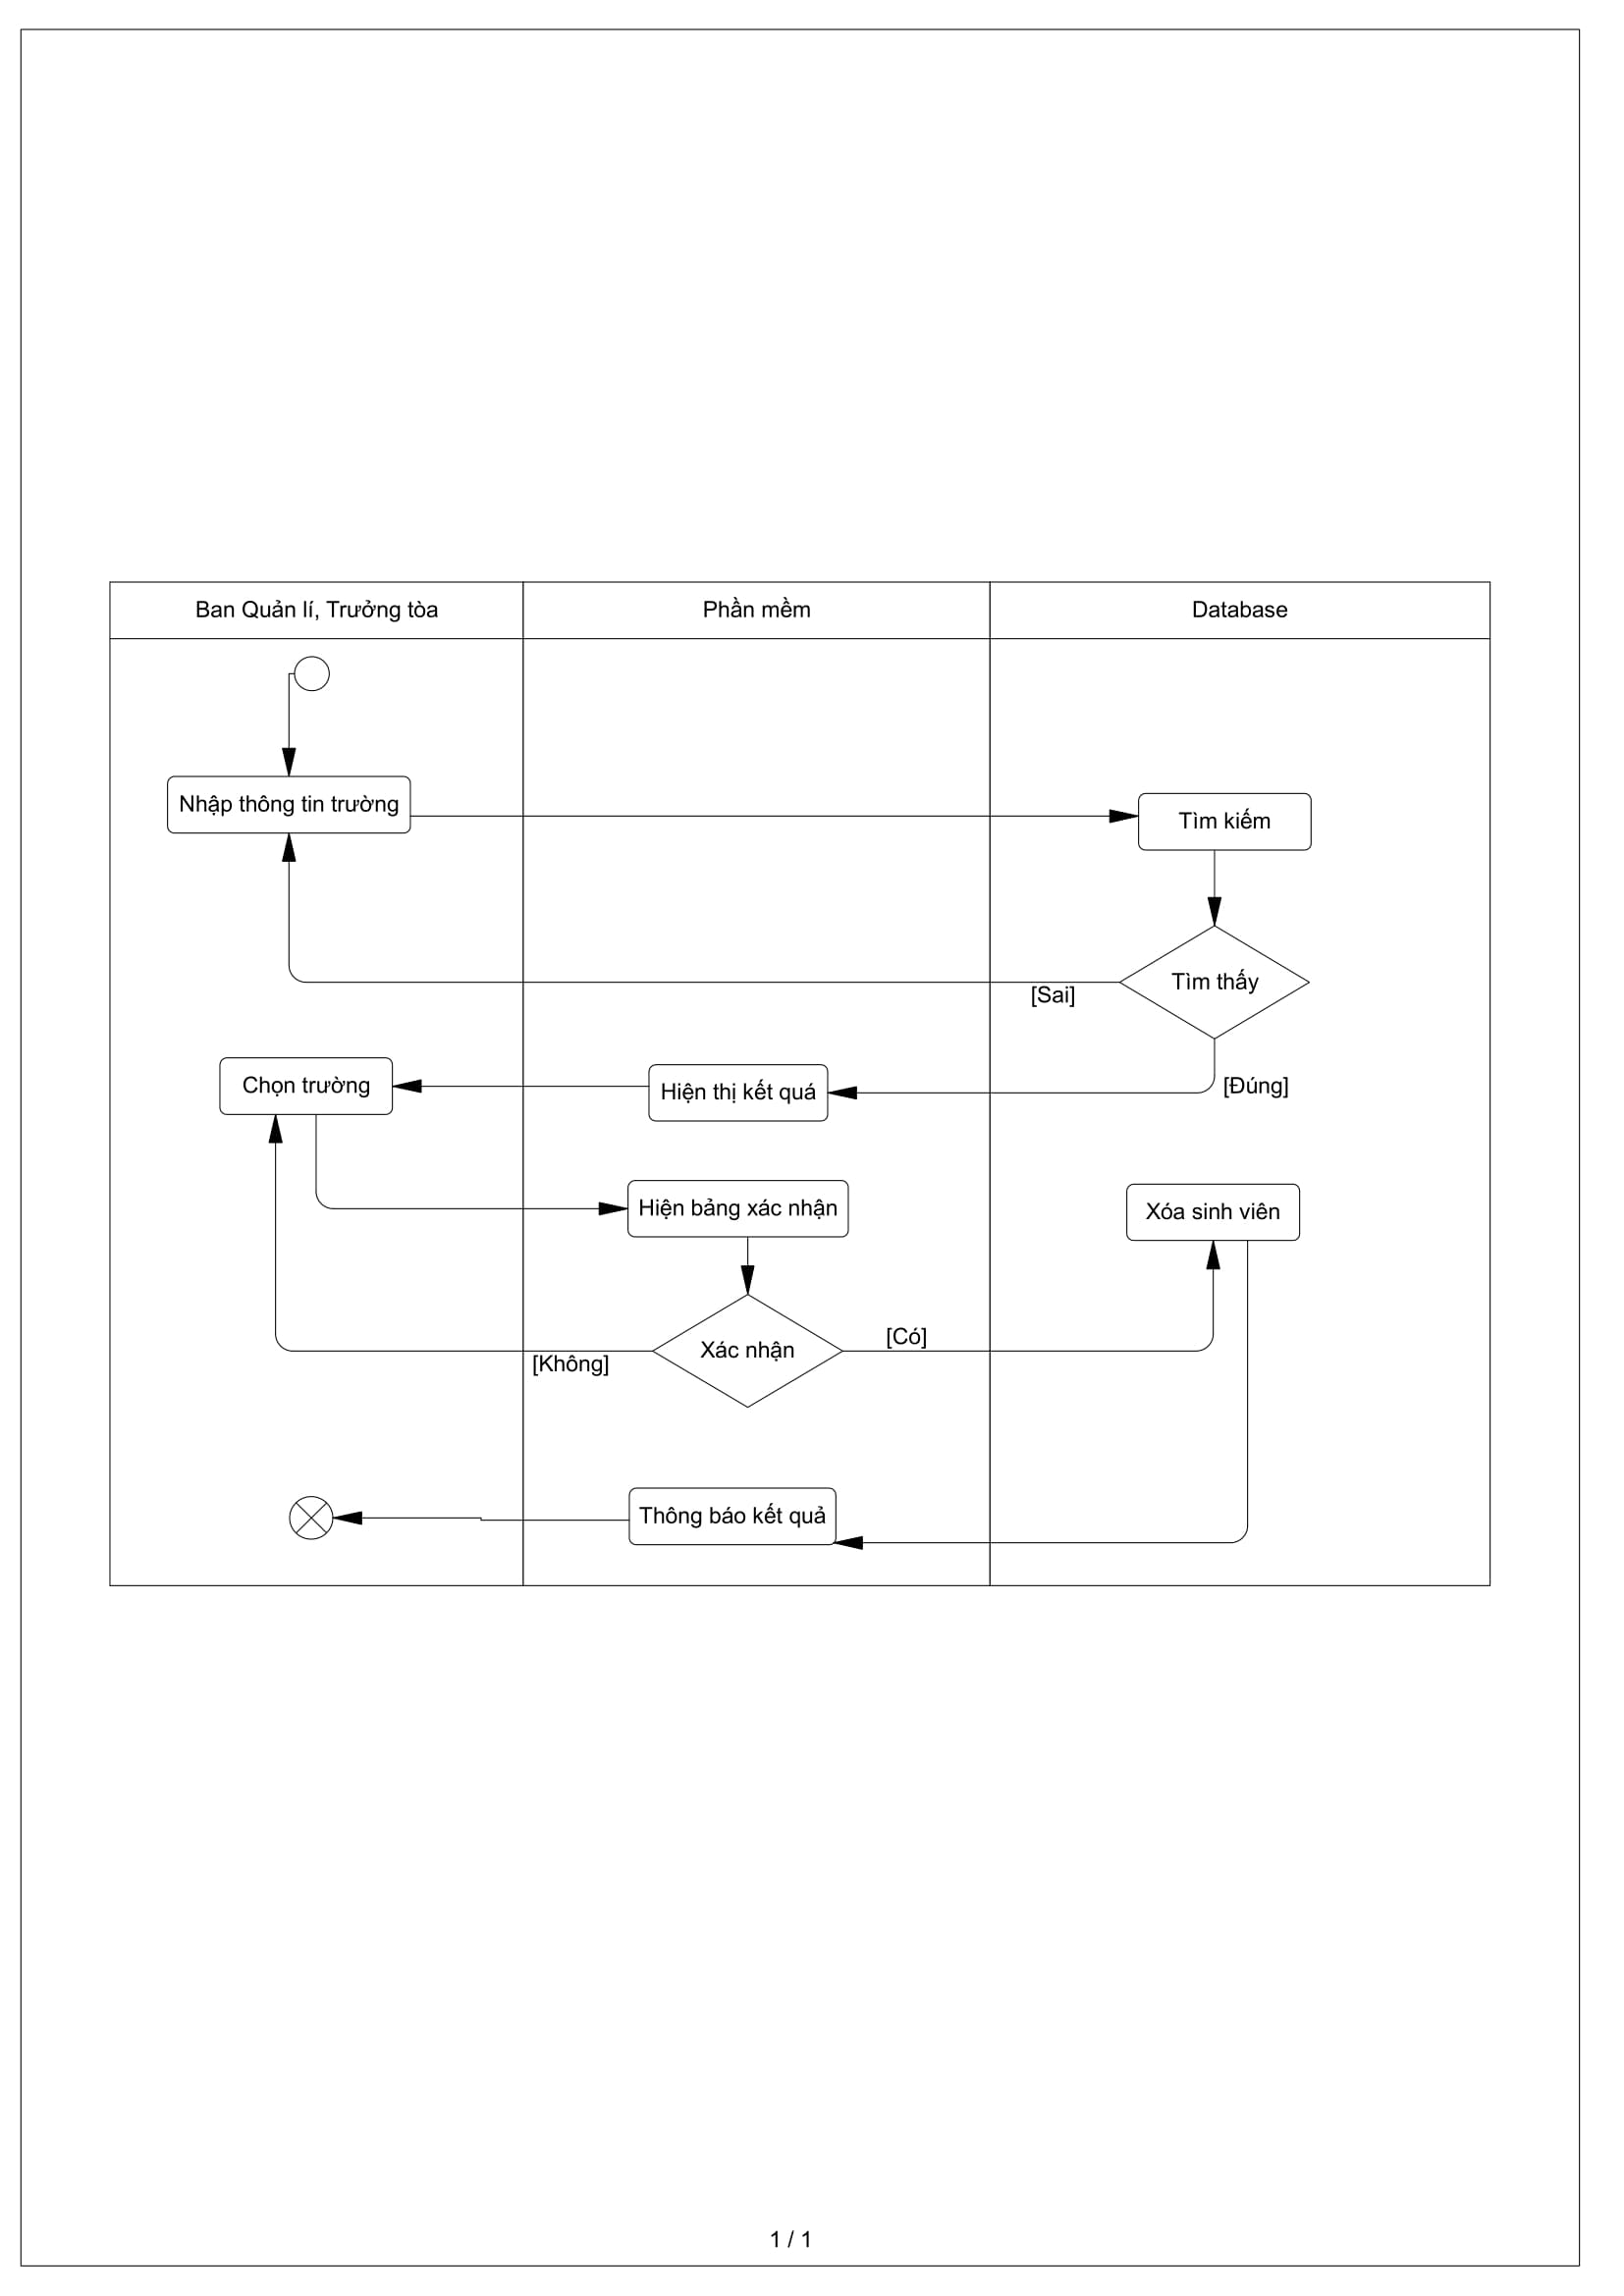 Ban Quản lí, Trưởng tòa
Phần mềm
Database
Nhập thông tin trường
Tìm kiếm
Tìm thấy
[Sai]
[Đúng]
Chọn trường
Hiện thị kết quá
Hiện bảng xác nhận
Xóa sinh viên
Xác nhận
[Có]
[Không]
Thông báo kết quả
1 / 1